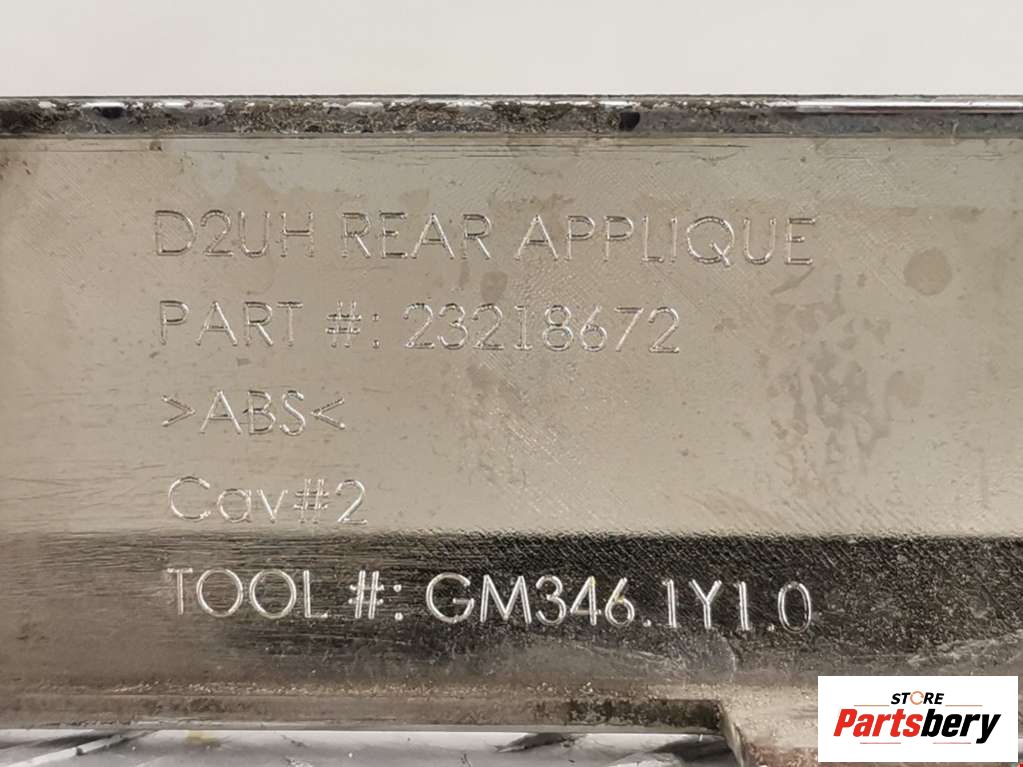 D2UH REAR APPLIQUE
PART #: 23218672
>ABS<
Cav#2
TOOL #: GM346.1Y1.0
STORE
Partsbery